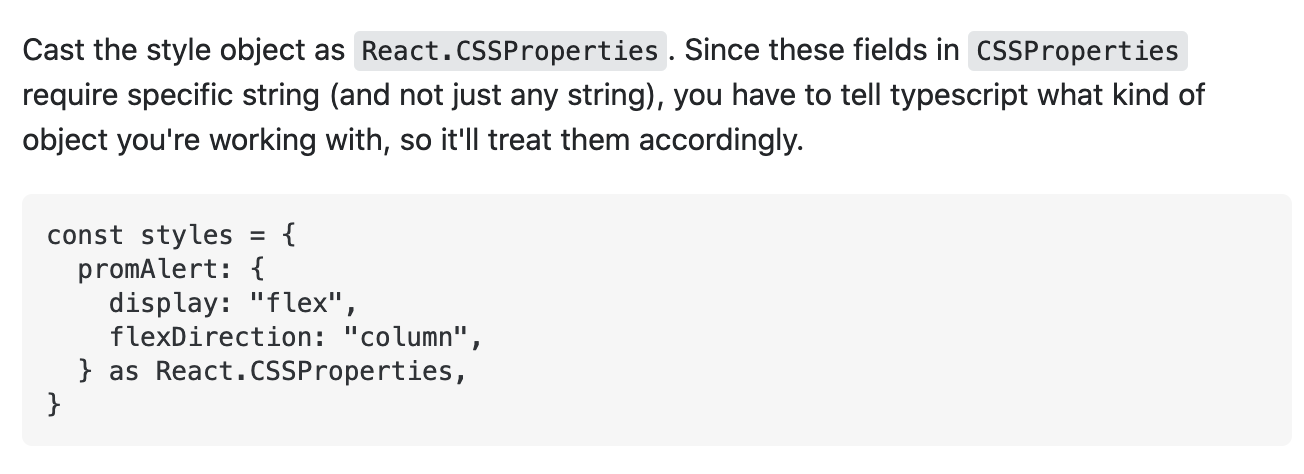 Cast the style object as React.CSSProperties. Since these fields in CSSProperties
require specific string (and not just any string), you have to tell typescript what kind of
object you're working with, so it'll treat them accordingly.
const styles = {
  promAlert: {
    display: "flex",
    flexDirection: "column",
  } as React.CSSProperties,
}